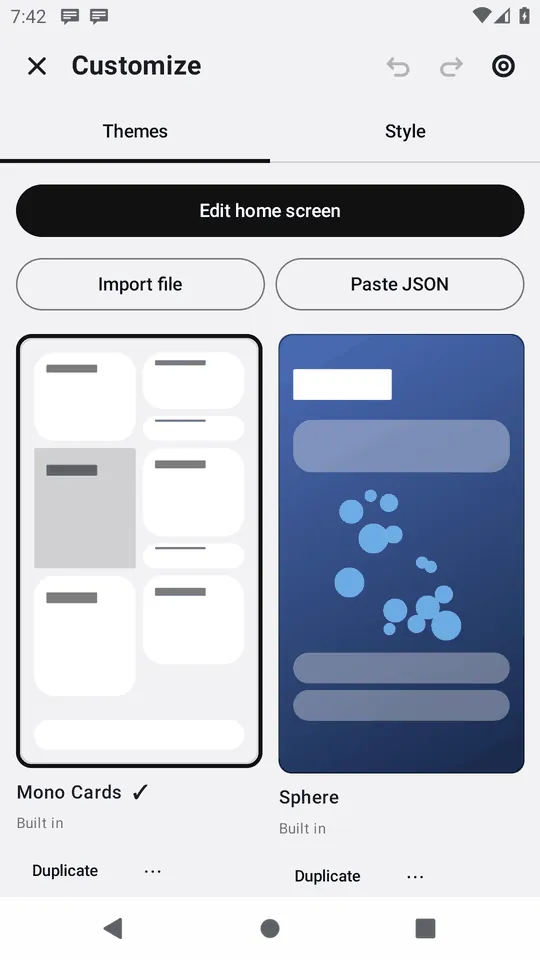 7:42
Customize
Themes
Style
Edit home screen
Import file
Paste JSON
Mono Cards ✓
Built in
Duplicate
...
Sphere
Built in
Duplicate
...